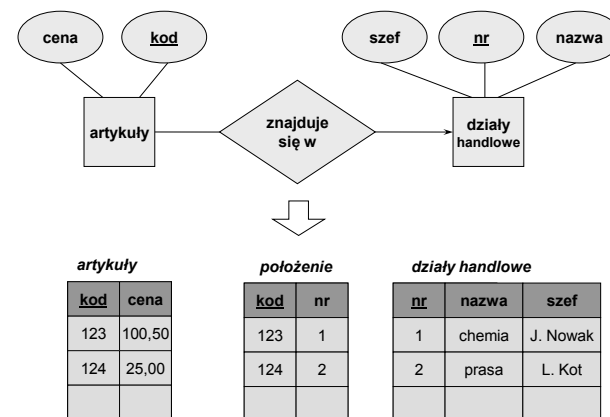 cena
kod
szef
nr
nazwa
artykuły
znajduje
się w
działy
handlowe
artykuły
kod cena
123 100,50
124 25,00
położenie
kod nr
123 1
124 2
działy handlowe
nr nazwa szef
1 chemia J. Nowak
2 prasa L. Kot